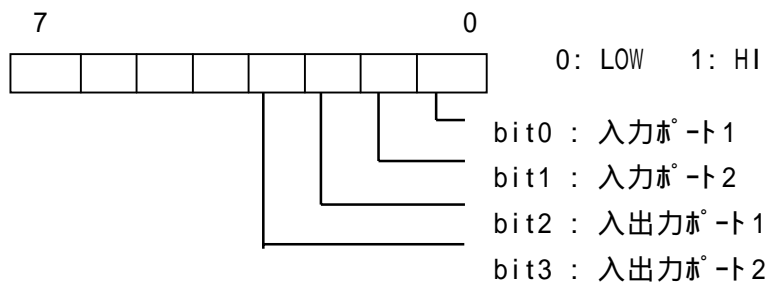 7 0
0: LOW 1: HI
bit0 : 入力ﾎﾟｰﾄ1
bit1 : 入力ﾎﾟｰﾄ2
bit2 : 入出力ﾎﾟｰﾄ1
bit3 : 入出力ﾎﾟｰﾄ2